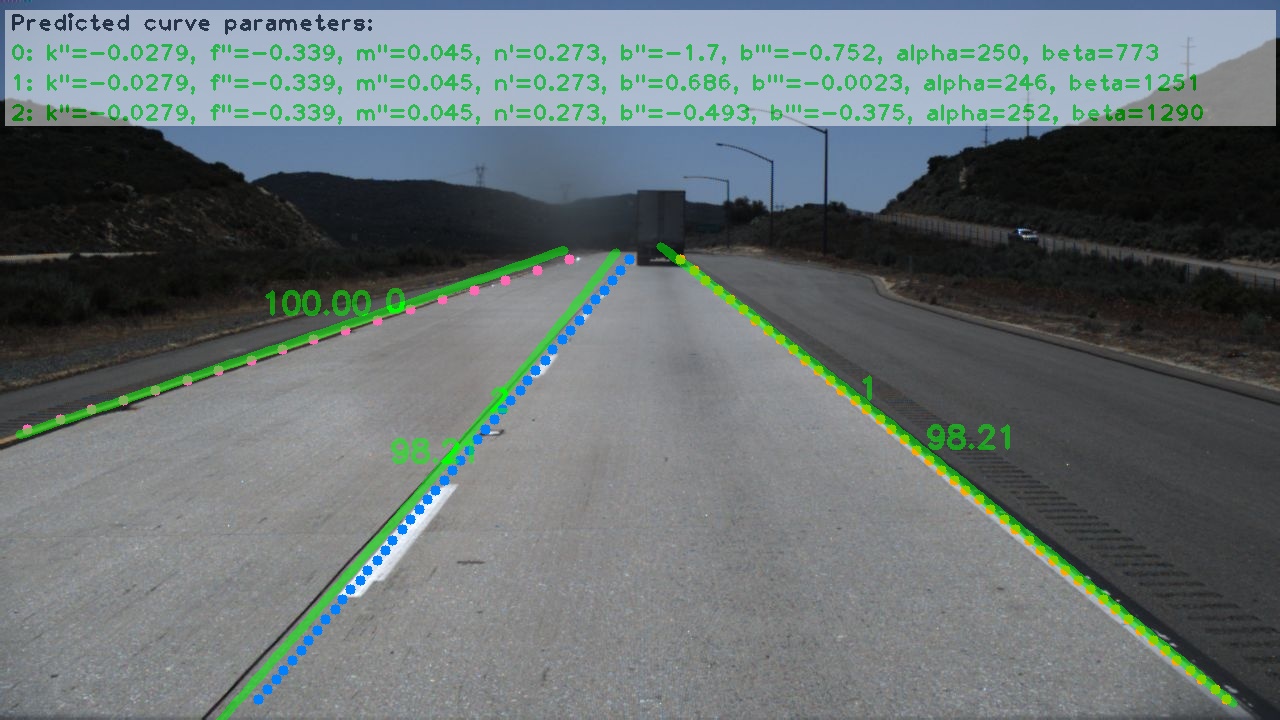 Predicted curve parameters:
0: k''=-0.0279, f''=-0.339, m''=0.045, n'=0.273, b''=-1.7, b'''=-0.752, alpha=250, beta=773
1: k''=-0.0279, f''=-0.339, m''=0.045, n'=0.273, b''=0.686, b'''=-0.0023, alpha=246, beta=1251
2: k''=-0.0279, f''=-0.339, m''=0.045, n'=0.273, b''=-0.493, b'''=-0.375, alpha=252, beta=1290
100.00 0
1
98.21